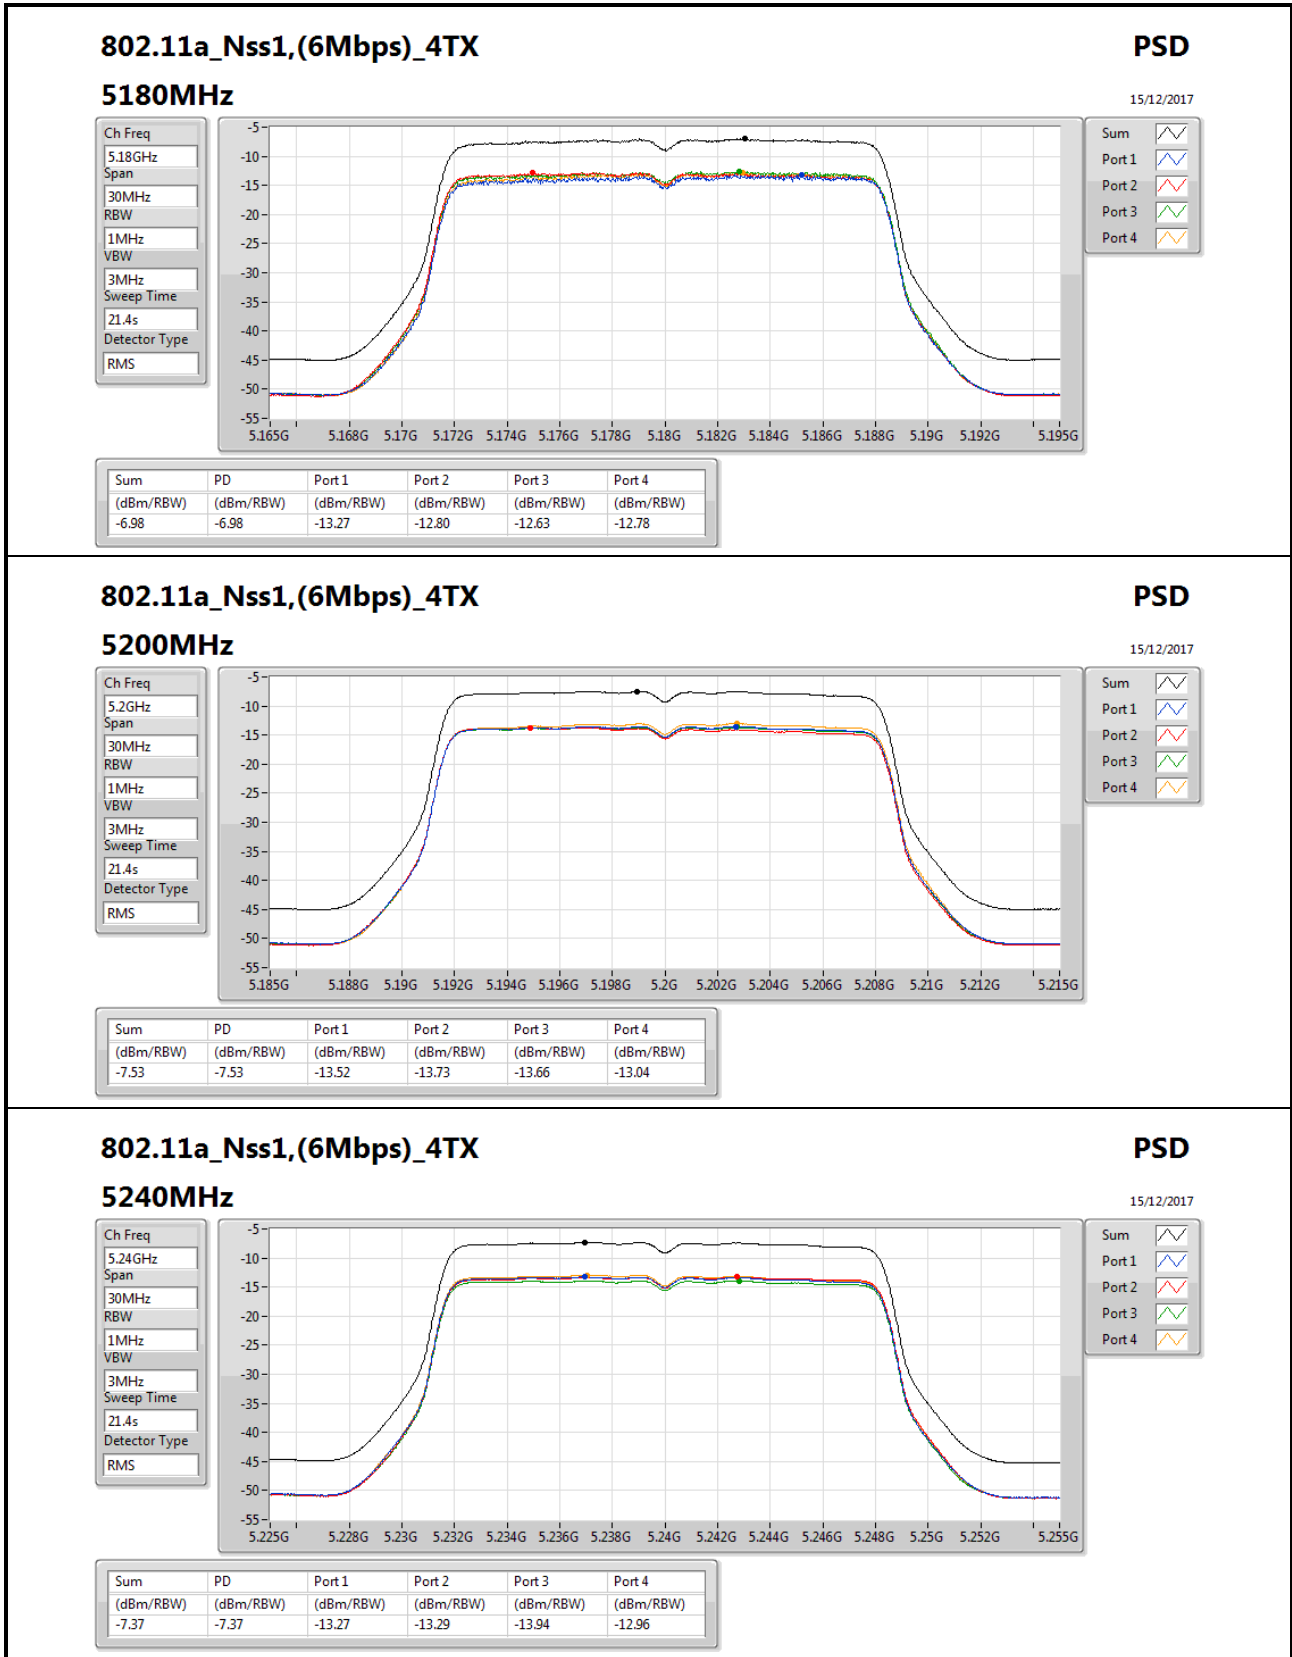 802.11a_Nss1,(6Mbps)_4TX PSD
5180MHz 15/12/2017
Ch Freq
5.18GHz
Span
30MHz
RBW
1MHz
VBW
3MHz
Sweep Time
21.4s
Detector Type
RMS
-5
-10
-15
-20
-25
-30
-35
-40
-45
-50
-55
5.165G 5.168G 5.17G 5.172G 5.174G 5.176G 5.178G 5.18G 5.182G 5.184G 5.186G 5.188G 5.19G 5.192G 5.195G
Sum
Port 1
Port 2
Port 3
Port 4
Sum PD Port 1 Port 2 Port 3 Port 4
(dBm/RBW) (dBm/RBW) (dBm/RBW) (dBm/RBW) (dBm/RBW) (dBm/RBW)
-6.98 -6.98 -13.27 -12.80 -12.63 -12.78
802.11a_Nss1,(6Mbps)_4TX PSD
5200MHz 15/12/2017
Ch Freq
5.2GHz
Span
30MHz
RBW
1MHz
VBW
3MHz
Sweep Time
21.4s
Detector Type
RMS
-5
-10
-15
-20
-25
-30
-35
-40
-45
-50
-55
5.185G 5.188G 5.19G 5.192G 5.194G 5.196G 5.198G 5.2G 5.202G 5.204G 5.206G 5.208G 5.21G 5.212G 5.215G
Sum
Port 1
Port 2
Port 3
Port 4
Sum PD Port 1 Port 2 Port 3 Port 4
(dBm/RBW) (dBm/RBW) (dBm/RBW) (dBm/RBW) (dBm/RBW) (dBm/RBW)
-7.53 -7.53 -13.52 -13.73 -13.66 -13.04
802.11a_Nss1,(6Mbps)_4TX PSD
5240MHz 15/12/2017
Ch Freq
5.24GHz
Span
30MHz
RBW
1MHz
VBW
3MHz
Sweep Time
21.4s
Detector Type
RMS
-5
-10
-15
-20
-25
-30
-35
-40
-45
-50
-55
5.225G 5.228G 5.23G 5.232G 5.234G 5.236G 5.238G 5.24G 5.242G 5.244G 5.246G 5.248G 5.25G 5.252G 5.255G
Sum
Port 1
Port 2
Port 3
Port 4
Sum PD Port 1 Port 2 Port 3 Port 4
(dBm/RBW) (dBm/RBW) (dBm/RBW) (dBm/RBW) (dBm/RBW) (dBm/RBW)
-7.37 -7.37 -13.27 -13.29 -13.94 -12.96